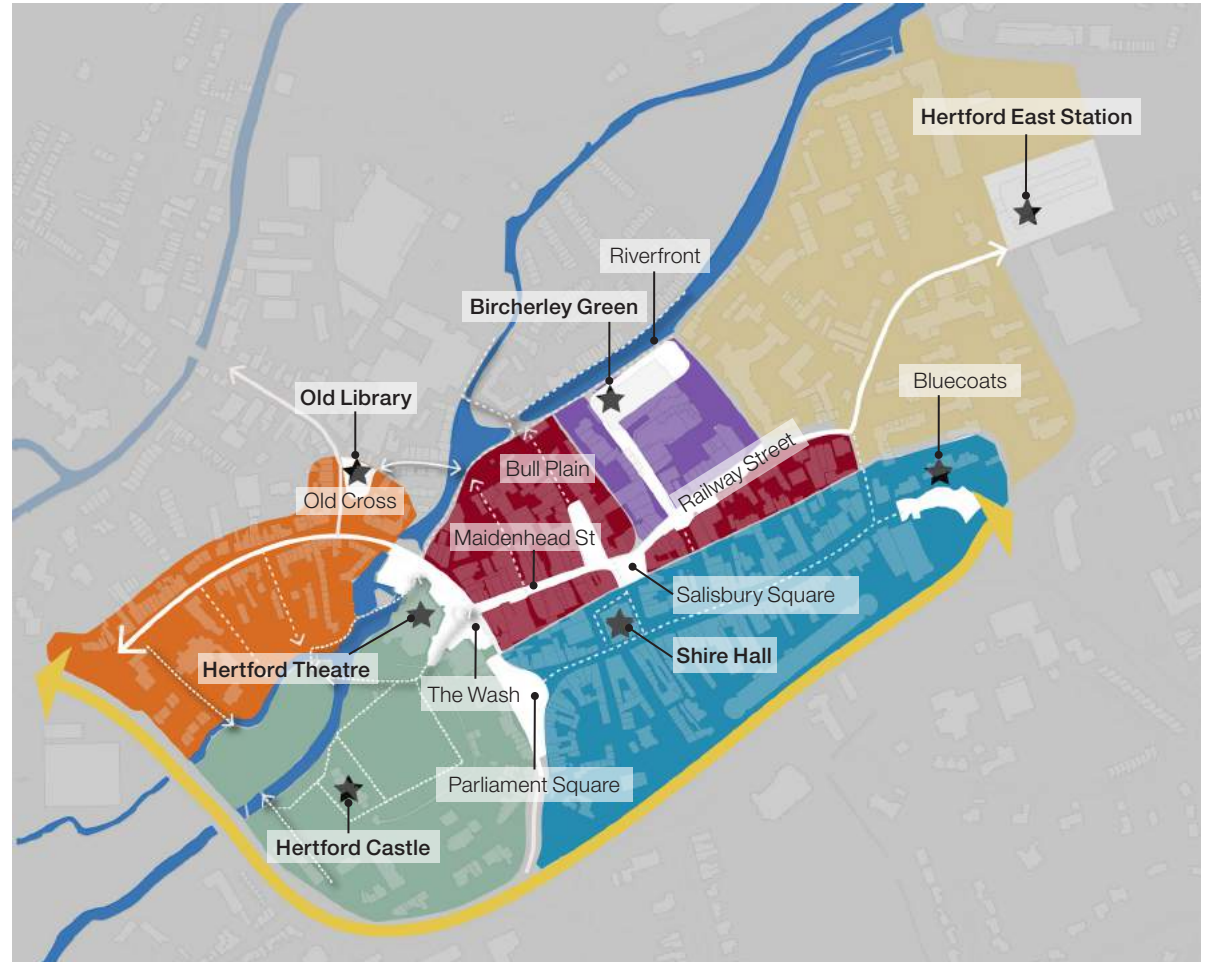 Hertford East Station
Riverfront
Bircherley Green
Bluecoats
Old Library
Bull Plain
Railway Street
Old Cross
Maidenhead St
Salisbury Square
Shire Hall
Hertford Theatre
The Wash
Parliament Square
Hertford Castle